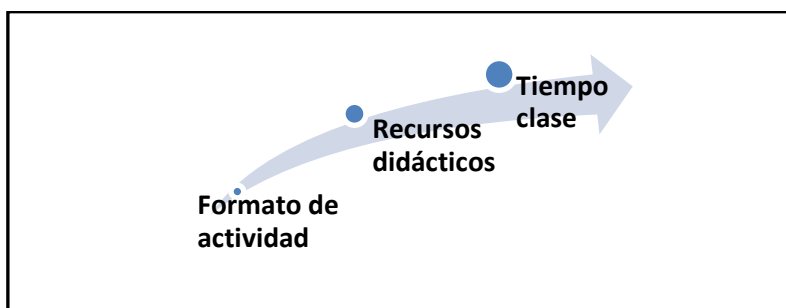 Tiempo
clase
Recursos
didácticos
Formato de
actividad